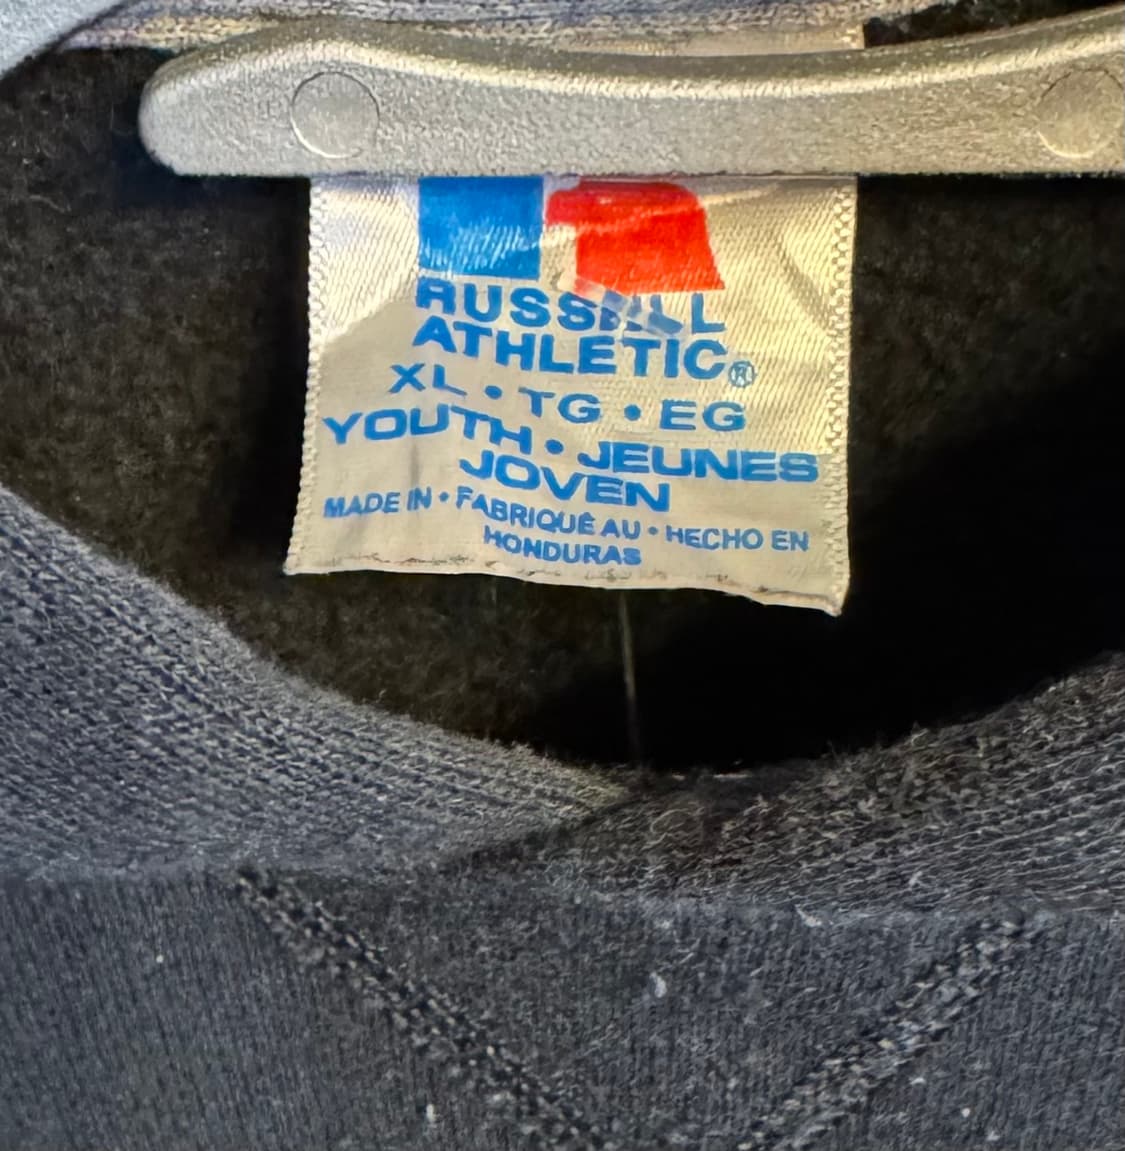 RUSSELL
ATHLETIC®
XL • TG • EG
YOUTH • JEUNES
JOVEN
MADE IN • FABRIQUÉ AU • HECHO EN
HONDURAS